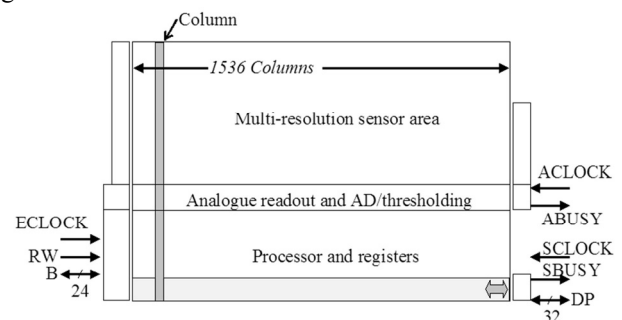 Column
1536 Columns
Multi-resolution sensor area
ACLOCK
Analogue readout and AD/thresholding
ABUSY
ECLOCK
RW
Processor and registers
SCLOCK
B
SBUSY
24
DP
32